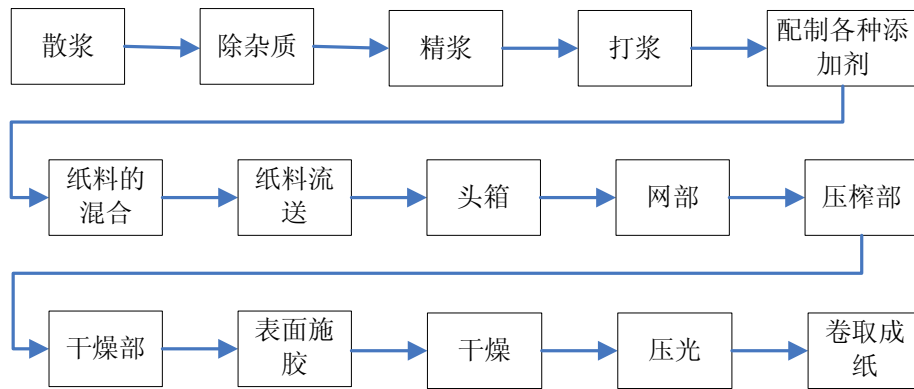 散浆
除杂质
精浆
打浆
配制各种添
加剂
纸料的
混合
纸料流
送
头箱
网部
压榨部
干燥部
表面施
胶
干燥
压光
卷取成
纸